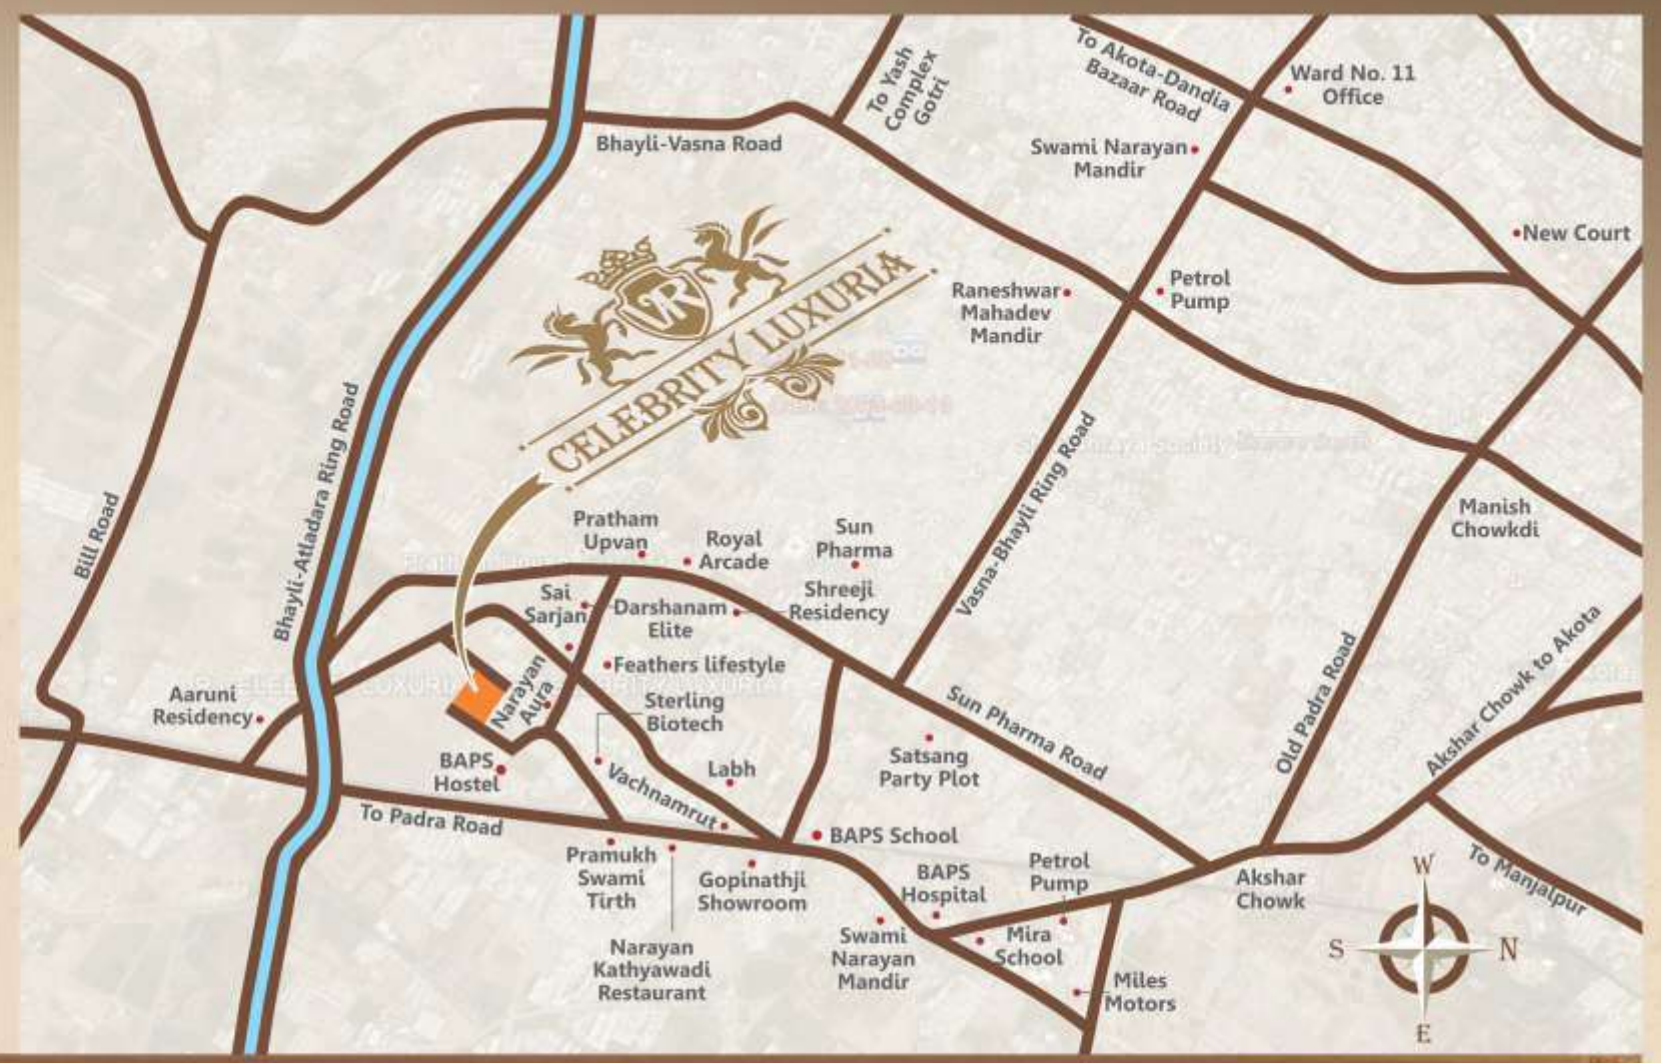 To Yash
Complex
Gotri
To Akota-Dandia
Bazaar Road
Ward No. 11
Office
Bhayli-Vasna Road
Swami Narayan
Mandir
New Court
VR
CELEBRITY LUXURIA
Raneshwar
Mahadev
Mandir
Petrol
Pump
Bill Road
Bhayli-Atladara Ring Road
Vasna-Bhayli Ring Road
Manish
Chowkdi
Pratham
Upvan
Royal
Arcade
Sun
Pharma
Sai
Sarjan
Darshanam
Elite
Shreeji
Residency
Feathers lifestyle
Narayan
Aura
Aaruni
Residency
Sterling
Biotech
Sun Pharma Road
Old Padra Road
Akshar Chowk to Akota
BAPS
Hostel
Vachnamrut
Labh
Satsang
Party Plot
To Padra Road
BAPS School
Pramukh
Swami
Tirth
Gopinathji
Showroom
BAPS
Hospital
Petrol
Pump
Akshar
Chowk
To Manjalpur
Narayan
Kathyawadi
Restaurant
Swami
Narayan
Mandir
Mira
School
Miles
Motors
W
S
N
E